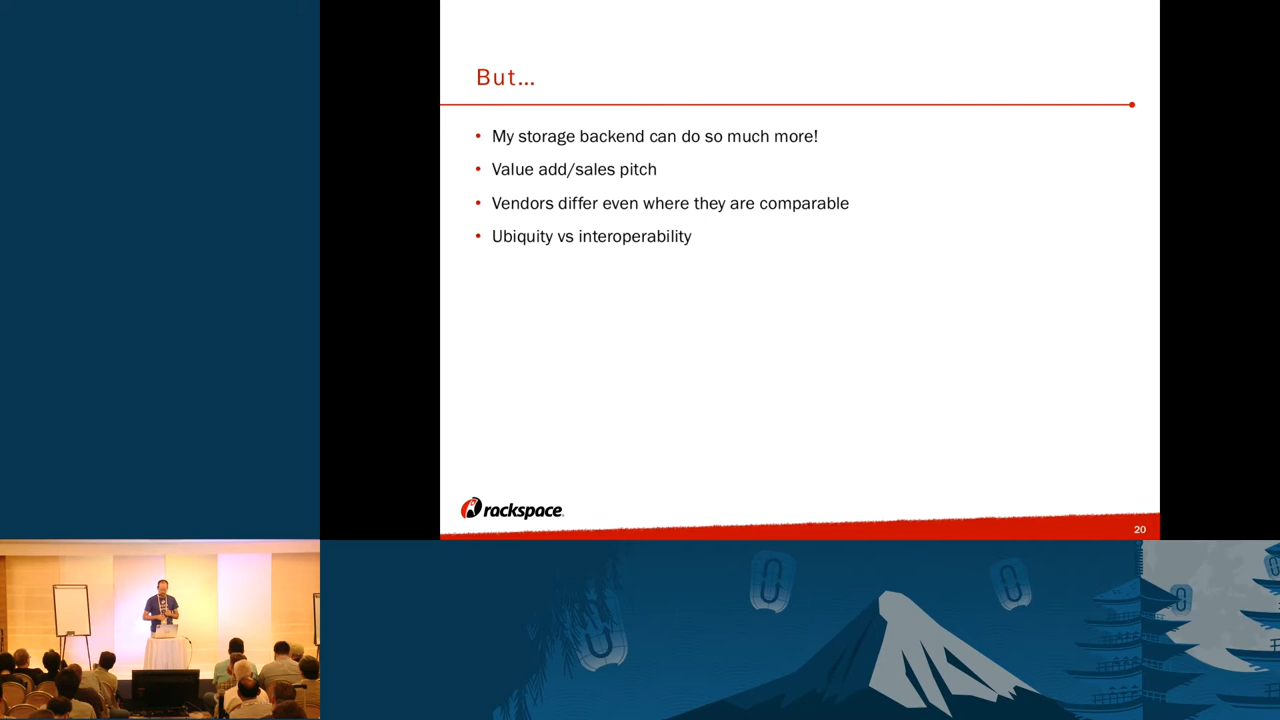 But...
• My storage backend can do so much more!
• Value add/sales pitch
• Vendors differ even where they are comparable
• Ubiquity vs interoperability
rackspace
20